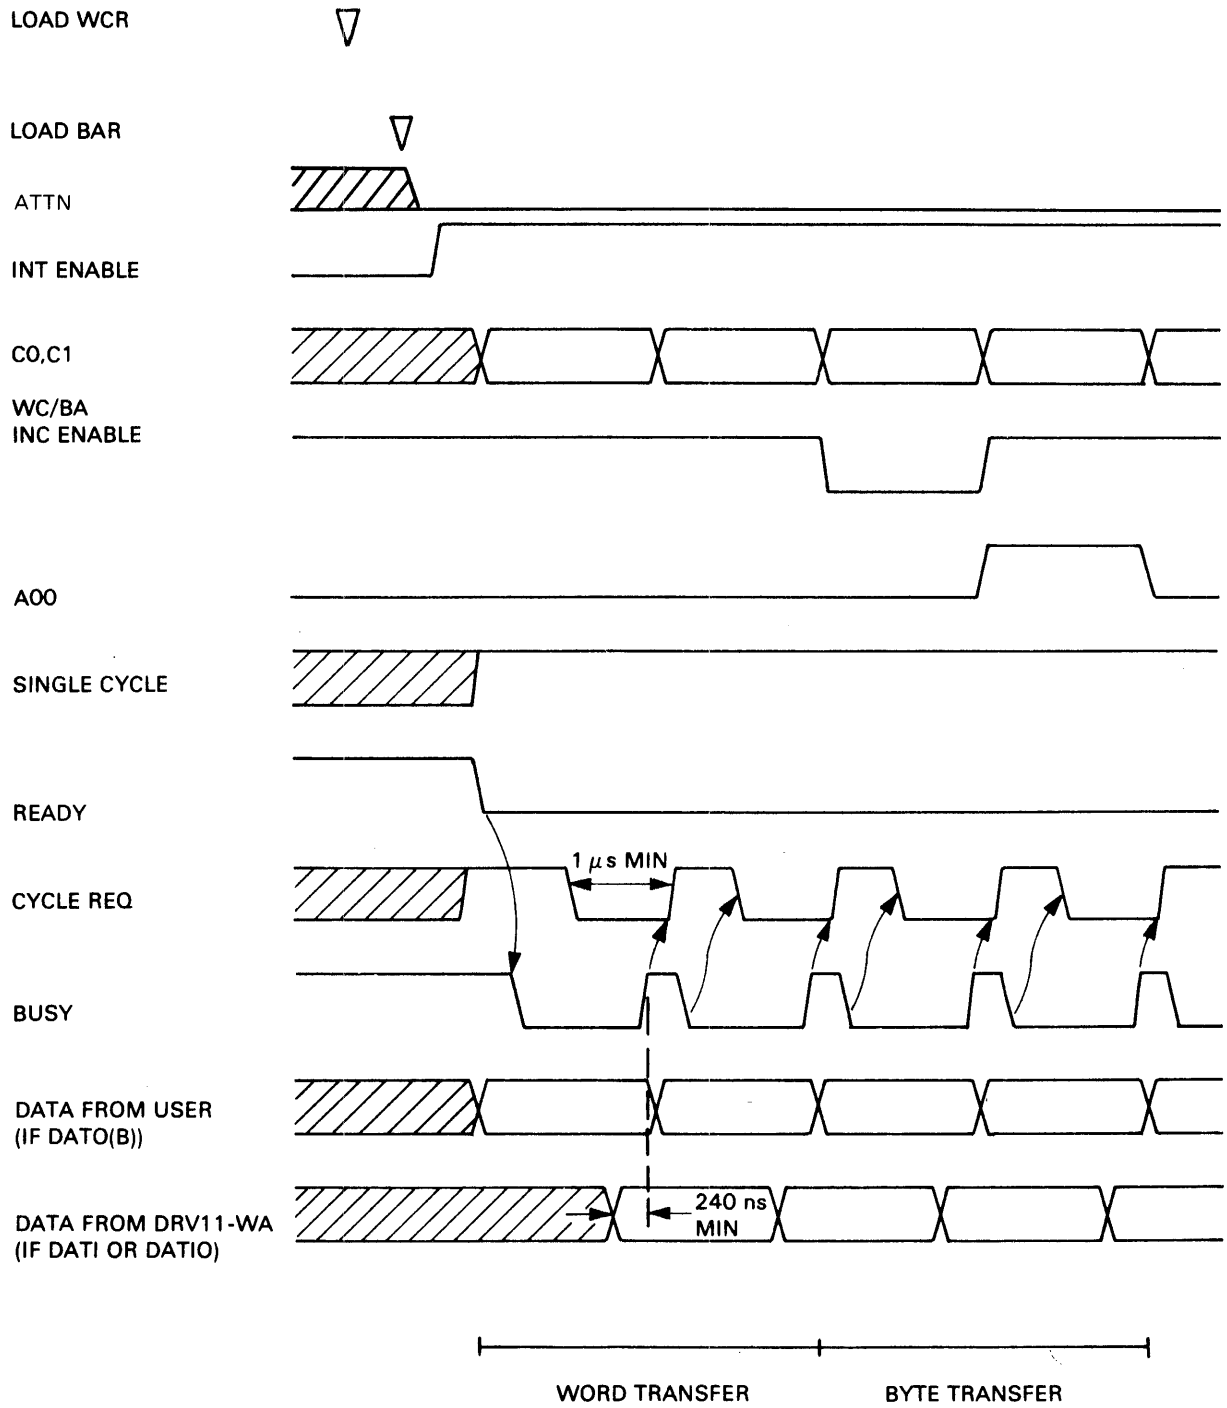 LOAD WCR
LOAD BAR
ATTN
INT ENABLE
C0,C1
WC/BA
INC ENABLE
A00
SINGLE CYCLE
READY
1 μs MIN
CYCLE REQ
BUSY
DATA FROM USER
(IF DATO(B))
240 ns
MIN
DATA FROM DRV11-WA
(IF DATI OR DATIO)
WORD TRANSFER
BYTE TRANSFER